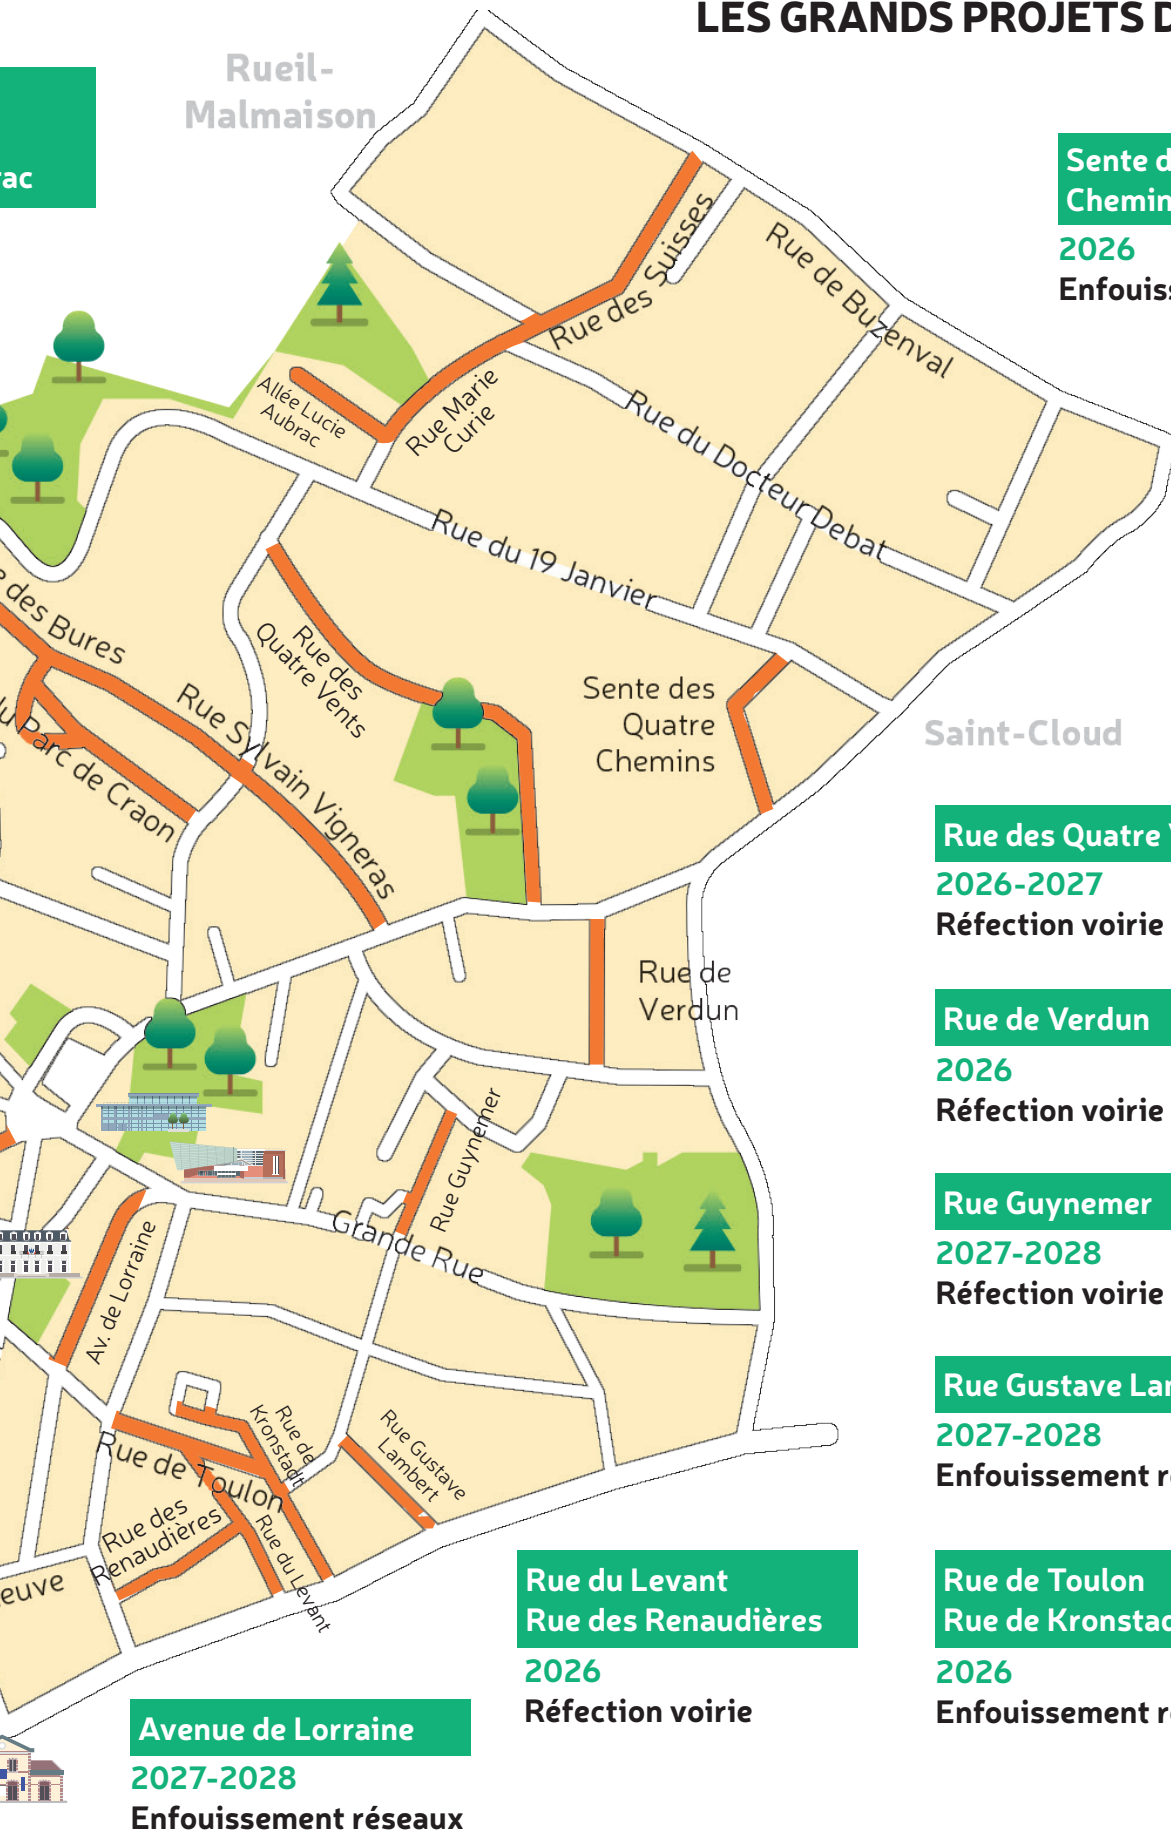 LES GRANDS PROJETS D
Rueil-
Malmaison
rac
Sente d
Chemin
2026
Enfouiss
Rue des Suisses
Rue de Buzenval
Allée Lucie
Aubrac
Rue Marie
Curie
Rue du Docteur Debat
Rue du 19 Janvier
des Bures
Rue des
Quatre Vents
Sente des
Quatre
Chemins
Rue Sylvain Vigneras
du Parc de Craon
Saint-Cloud
Rue des Quatre V
2026-2027
Réfection voirie
Rue de
Verdun
Rue de Verdun
2026
Réfection voirie
Rue Guynemer
Rue Guynemer
2027-2028
Réfection voirie
Grande Rue
Av. de Lorraine
Rue Gustave Lam
2027-2028
Enfouissement ré
Rue de
Kronstadt
Rue Gustave
Lambert
Rue de Toulon
Rue des
Renaudières
Rue du Levant
euve
Rue du Levant
Rue des Renaudières
2026
Réfection voirie
Rue de Toulon
Rue de Kronstad
2026
Enfouissement ré
Avenue de Lorraine
2027-2028
Enfouissement réseaux